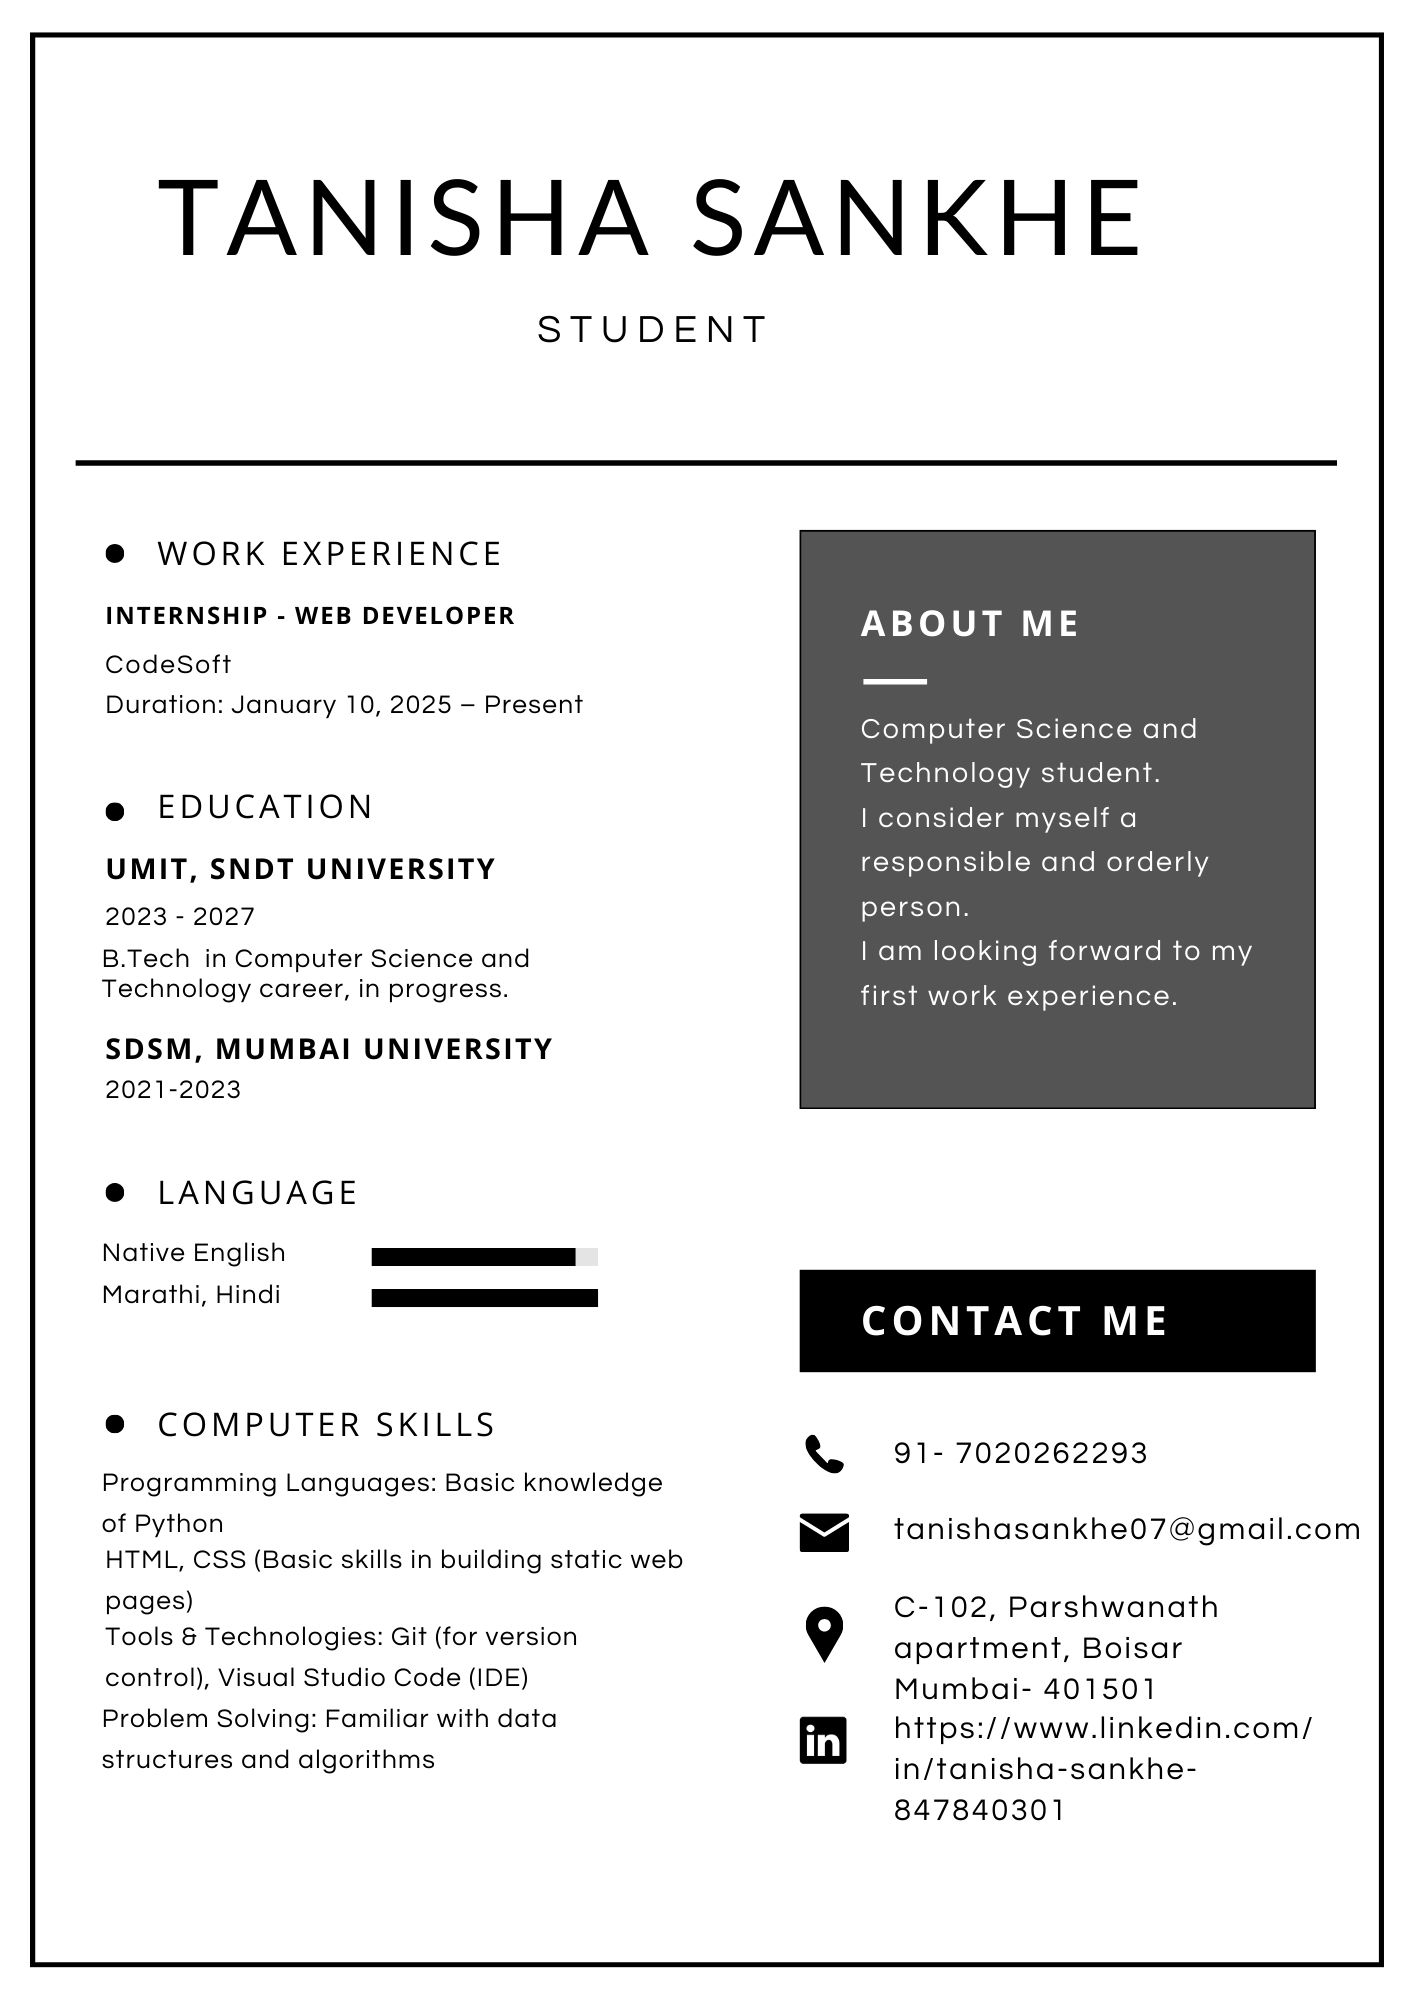 TANISHA SANKHE
STUDENT
WORK EXPERIENCE
INTERNSHIP - WEB DEVELOPER
CodeSoft
Duration: January 10, 2025 – Present
EDUCATION
UMIT, SNDT UNIVERSITY
2023 - 2027
B.Tech  in Computer Science and
Technology career, in progress.
SDSM, MUMBAI UNIVERSITY
2021-2023
LANGUAGE
Native English
Marathi, Hindi
COMPUTER SKILLS
Programming Languages: Basic knowledge
of Python
HTML, CSS (Basic skills in building static web
pages)
Tools & Technologies: Git (for version
control), Visual Studio Code (IDE)
Problem Solving: Familiar with data
structures and algorithms
ABOUT ME
Computer Science and
Technology student.
I consider myself a
responsible and orderly
person.
I am looking forward to my
first work experience.
CONTACT ME
91- 7020262293
tanishasankhe07@gmail.com
C-102, Parshwanath
apartment, Boisar
Mumbai- 401501
in
https://www.linkedin.com/
in/tanisha-sankhe-
847840301